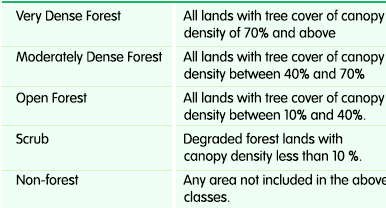 Very Dense Forest All lands with tree cover of canopy
density of 70% and above
Moderately Dense Forest All lands with tree cover of canopy
density between 40% and 70%
Open Forest All lands with tree cover of canopy
density between 10% and 40%.
Scrub Degraded forest lands with
canopy density less than 10 %.
Non-forest Any area not included in the above
classes.